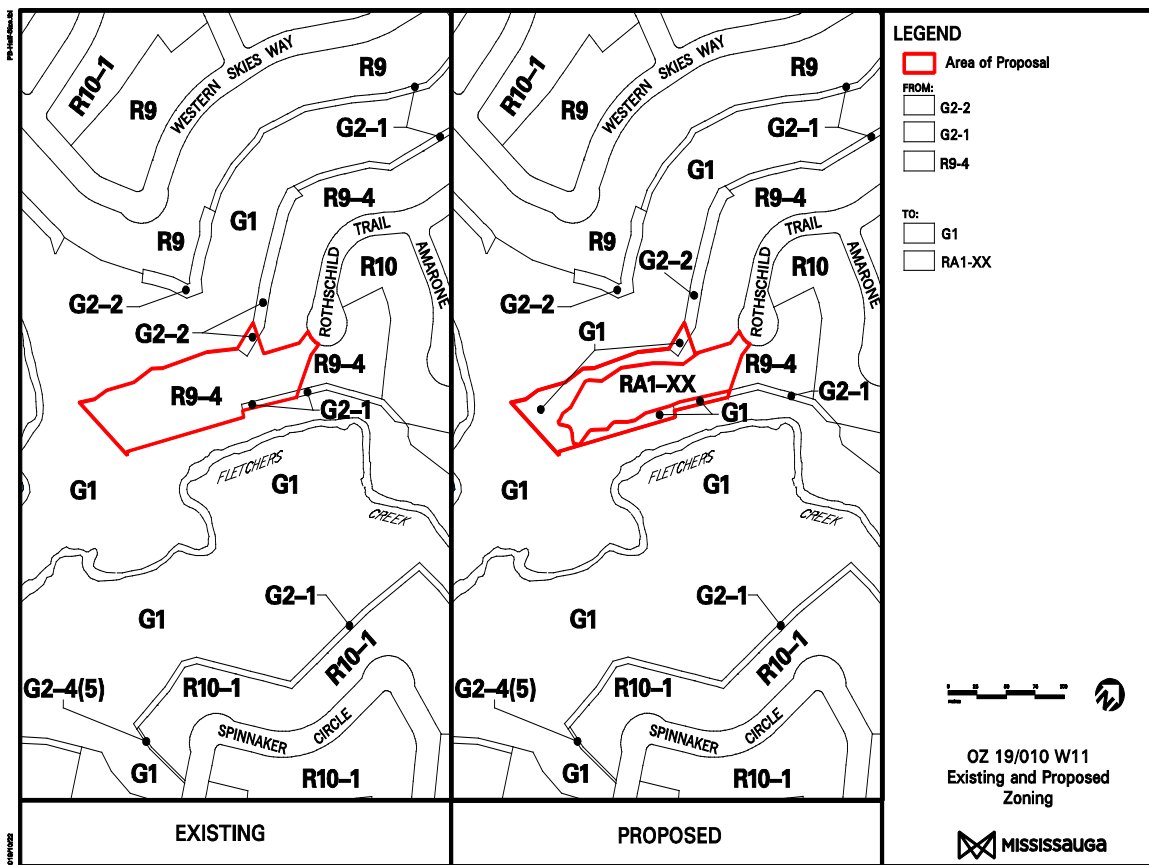 R10–1
R9
WESTERN SKIES WAY
R9
G2–1
G1
R9–4
R9
ROTHSCHILD
TRAIL
AMARONE
R10
G2–2
G2–2
R9–4
R9–4
G2–1
FLETCHERS
CREEK
G1
G1
G1
G2–1
R10–1
R10–1
G2–4(5)
SPINNAKER CIRCLE
G1
R10–1
EXISTING
R10–1
R9
WESTERN SKIES WAY
R9
G2–1
G1
R9–4
R9
ROTHSCHILD
TRAIL
AMARONE
R10
G2–2
G2–2
G1
R9–4
RA1–XX
G2–1
G1
FLETCHERS
CREEK
G1
G1
G1
G2–1
R10–1
R10–1
G2–4(5)
SPINNAKER CIRCLE
G1
R10–1
PROPOSED
LEGEND
Area of Proposal
FROM:
G2-2
G2-1
R9-4
TO:
G1
RA1-XX
OZ 19/010 W11
Existing and Proposed
Zoning
MISSISSAUGA